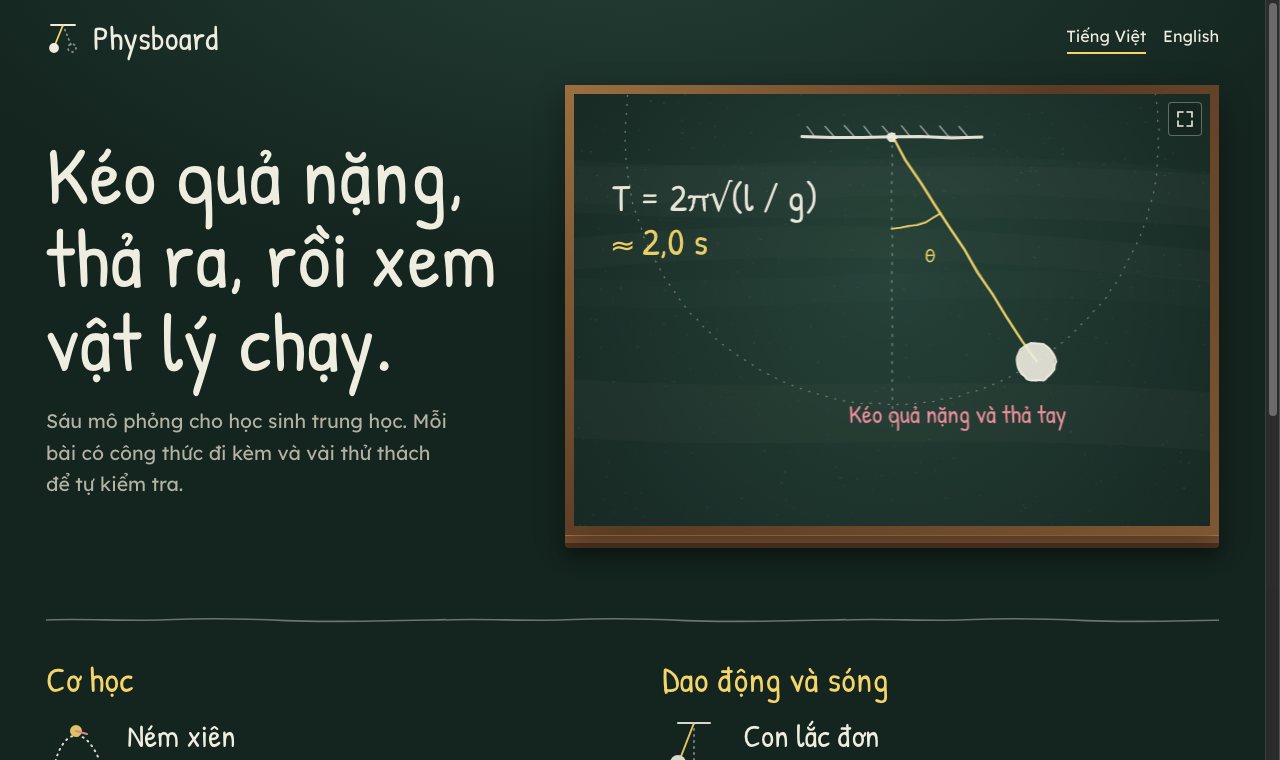 Physboard
Tiếng Việt English
Kéo quả nặng,
thả ra, rồi xem
vật lý chạy.
Sáu mô phỏng cho học sinh trung học. Mỗi
bài có công thức đi kèm và vài thử thách
để tự kiểm tra.
T = 2π√(l / g)
≈ 2,0 s
θ
Kéo quả nặng và thả tay
Cơ học
Ném xiên
Dao động và sóng
Con lắc đơn